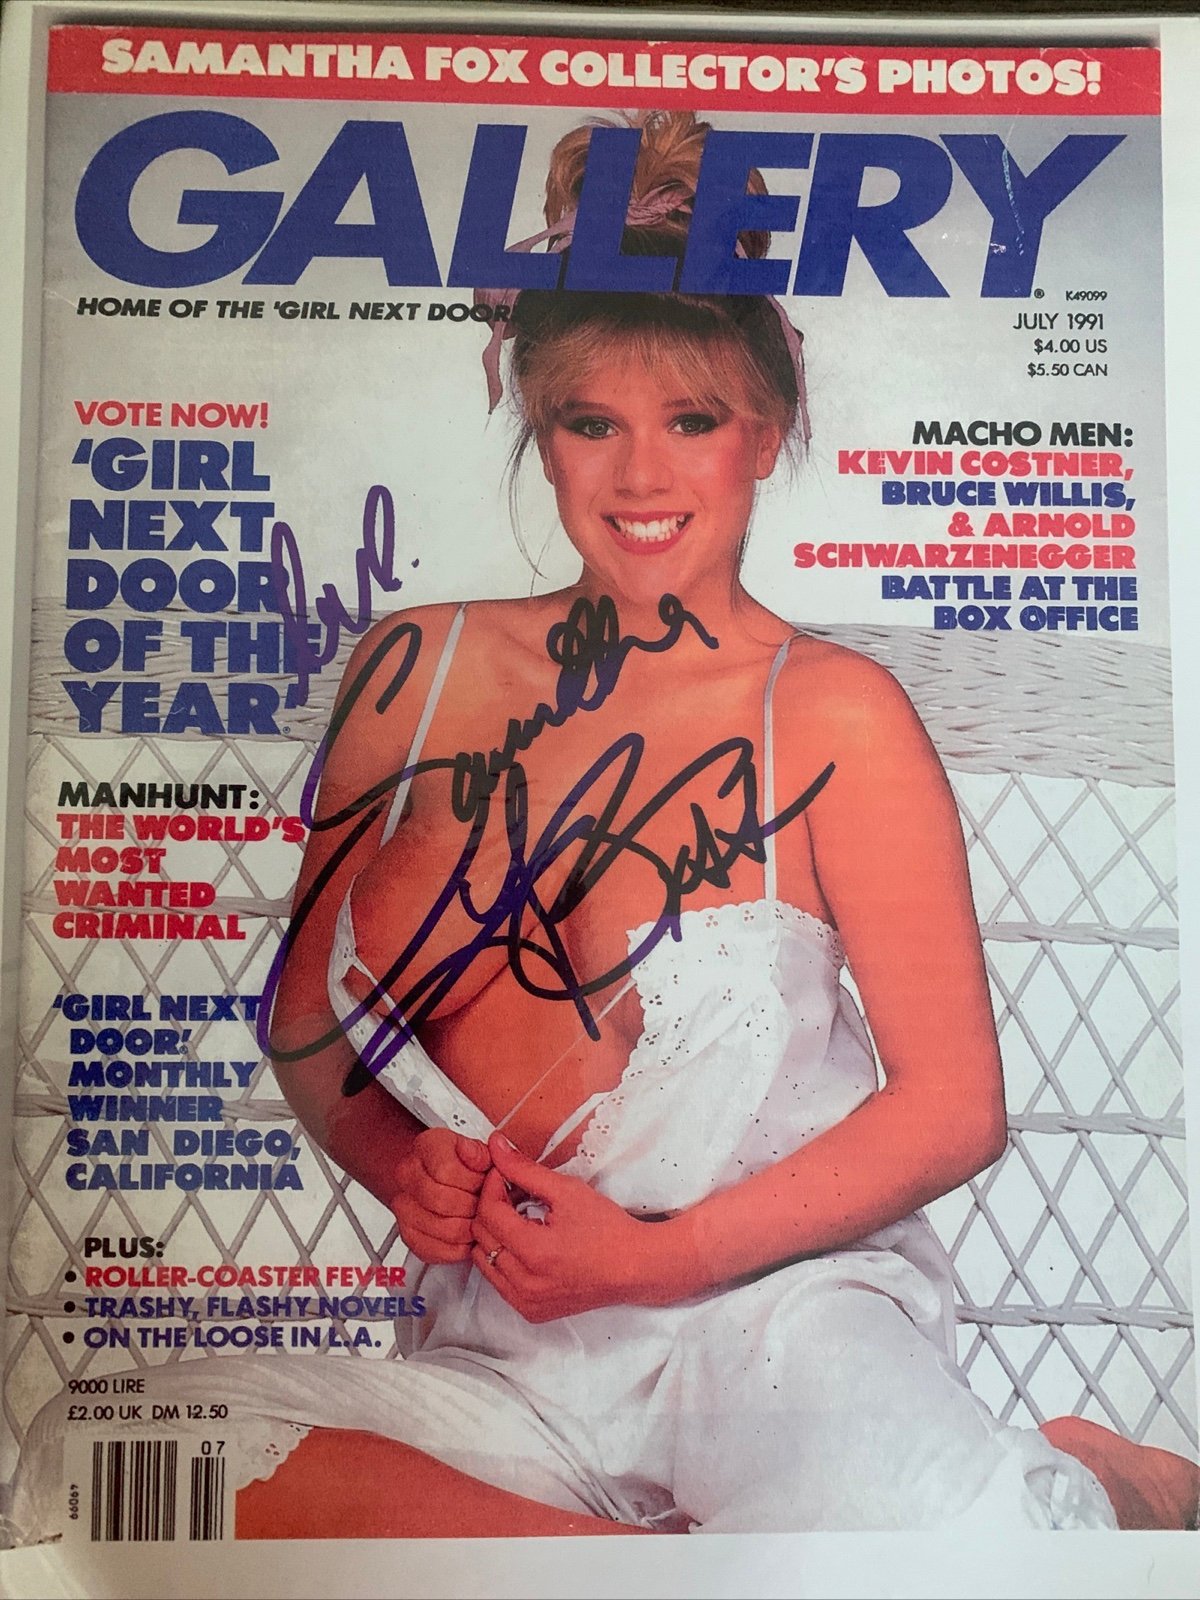 SAMANTHA FOX COLLECTOR'S PHOTOS!
GALLERY
HOME OF THE 'GIRL NEXT DOOR'
® K49099
JULY 1991
$4.00 US
$5.50 CAN
VOTE NOW!
'GIRL
NEXT
DOOR
OF THE
YEAR'®
MACHO MEN:
KEVIN COSTNER,
BRUCE WILLIS,
& ARNOLD
SCHWARZENEGGER
BATTLE AT THE
BOX OFFICE
MANHUNT:
THE WORLD'S
MOST
WANTED
CRIMINAL
'GIRL NEXT
DOOR'
MONTHLY
WINNER
SAN DIEGO,
CALIFORNIA
PLUS:
• ROLLER-COASTER FEVER
• TRASHY, FLASHY NOVELS
• ON THE LOOSE IN L.A.
9000 LIRE
£2.00 UK DM 12.50
07
66069
Samantha